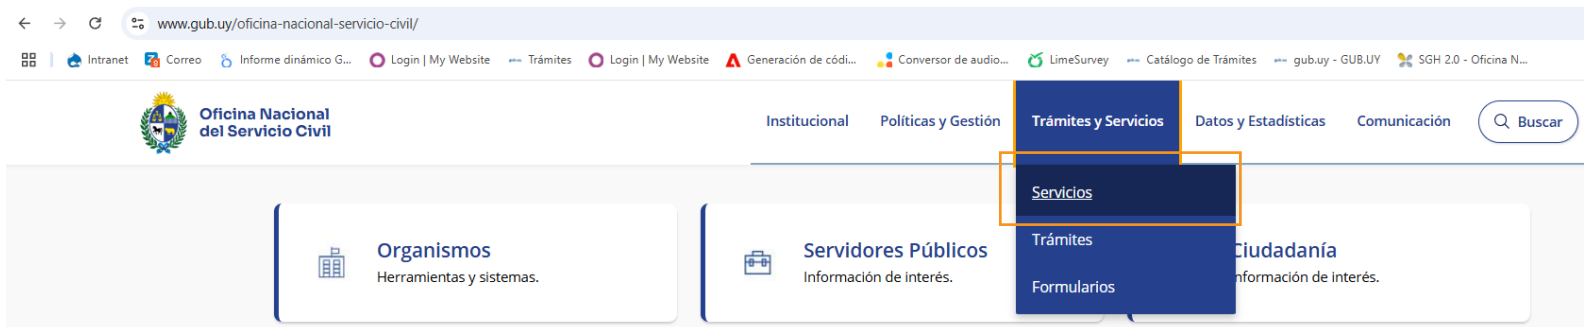 www.gub.uy/oficina-nacional-servicio-civil/
Intranet Correo Informe dinámico G... Login | My Website Trámites Login | My Website Generación de códi... Conversor de audio... LimeSurvey Catálogo de Trámites gub.uy - GUB.UY SGH 2.0 - Oficina N...
Oficina Nacional
del Servicio Civil
Institucional Políticas y Gestión Trámites y Servicios Datos y Estadísticas Comunicación Buscar
Servicios
Trámites
Formularios
Organismos
Herramientas y sistemas.
Servidores Públicos
Información de interés.
Ciudadanía
nformación de interés.